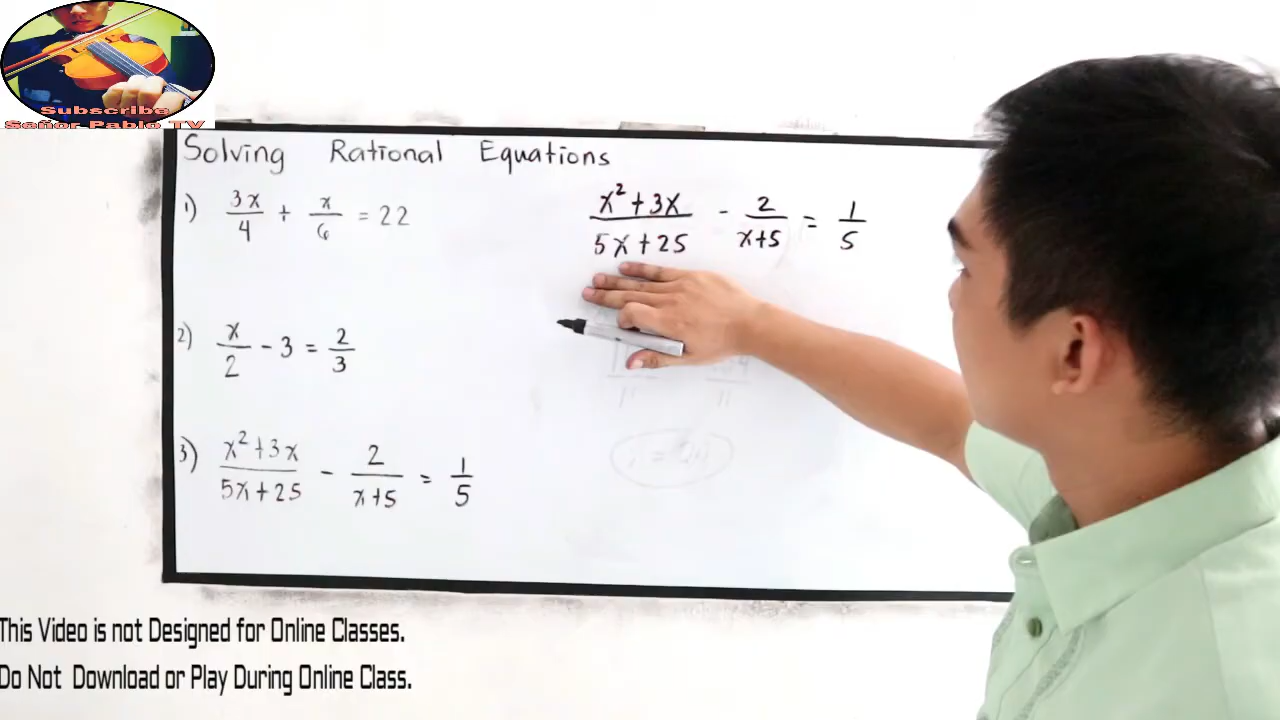 Subscribe
Señor Pablo TV
Solving Rational Equations
1) 3x/4 + x/6 = 22
2) x/2 - 3 = 2/3
3) x²+3x/5x+25 - 2/x+5 = 1/5
x²+3x/5x+25 - 2/x+5 = 1/5
This Video is not Designed for Online Classes.
Do Not Download or Play During Online Class.